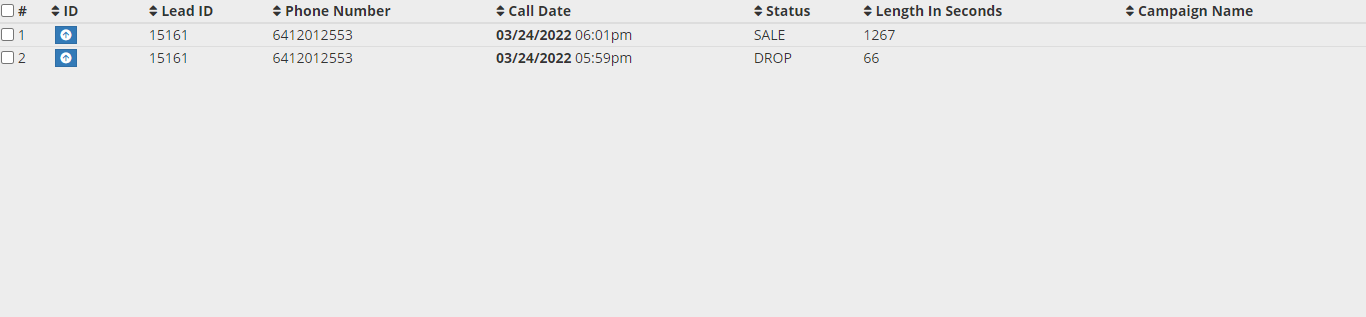 # ID Lead ID Phone Number Call Date Status Length In Seconds Campaign Name
1 15161 6412012553 03/24/2022 06:01pm SALE 1267
2 15161 6412012553 03/24/2022 05:59pm DROP 66